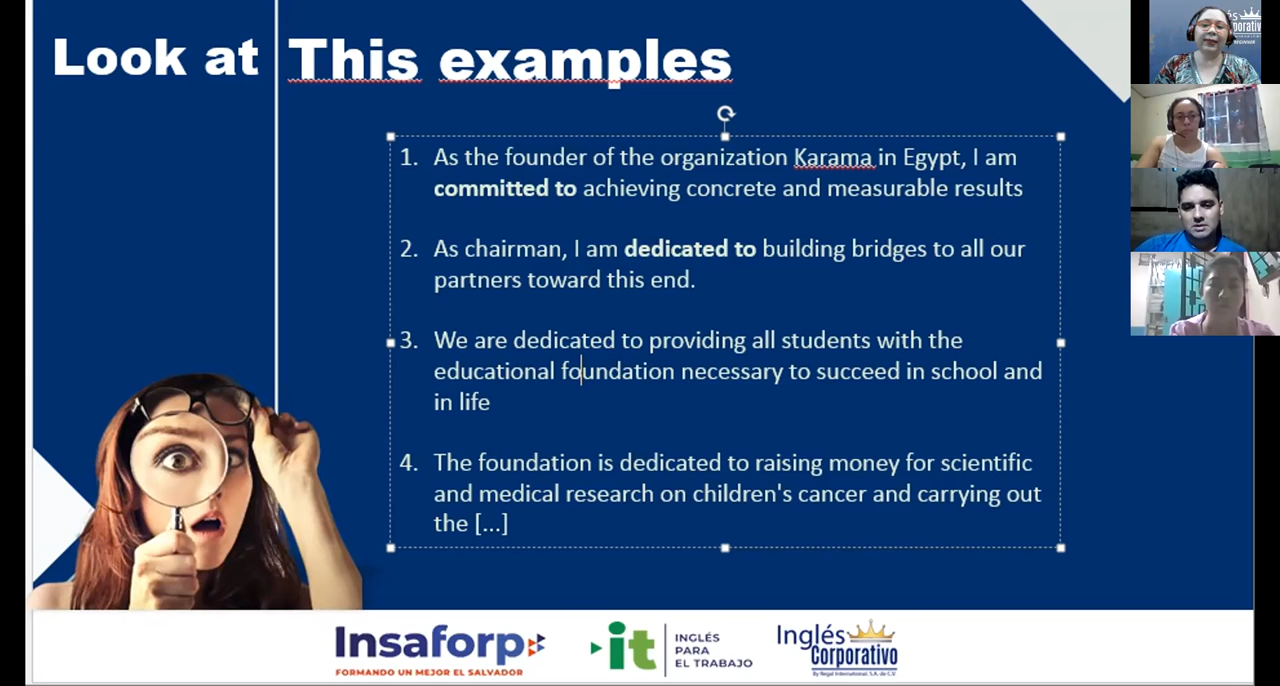 Look at This examples
1. As the founder of the organization Karama in Egypt, I am
committed to achieving concrete and measurable results
2. As chairman, I am dedicated to building bridges to all our
partners toward this end.
3. We are dedicated to providing all students with the
educational foundation necessary to succeed in school and
in life
4. The foundation is dedicated to raising money for scientific
and medical research on children's cancer and carrying out
the [...]
Insaforp
FORMANDO UN MEJOR EL SALVADOR
it
INGLÉS
PARA
EL TRABAJO
Inglés
Corporativo
By Regal International, S.A. de C.V.